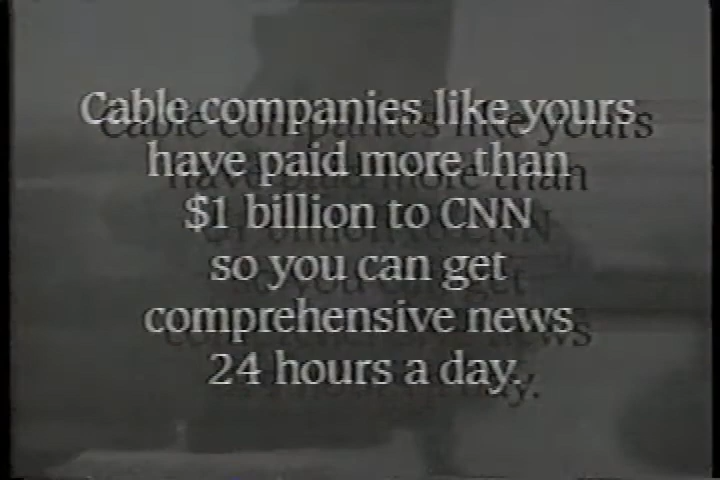 Cable companies like yours
have paid more than
$1 billion to CNN
so you can get
comprehensive news
24 hours a day.